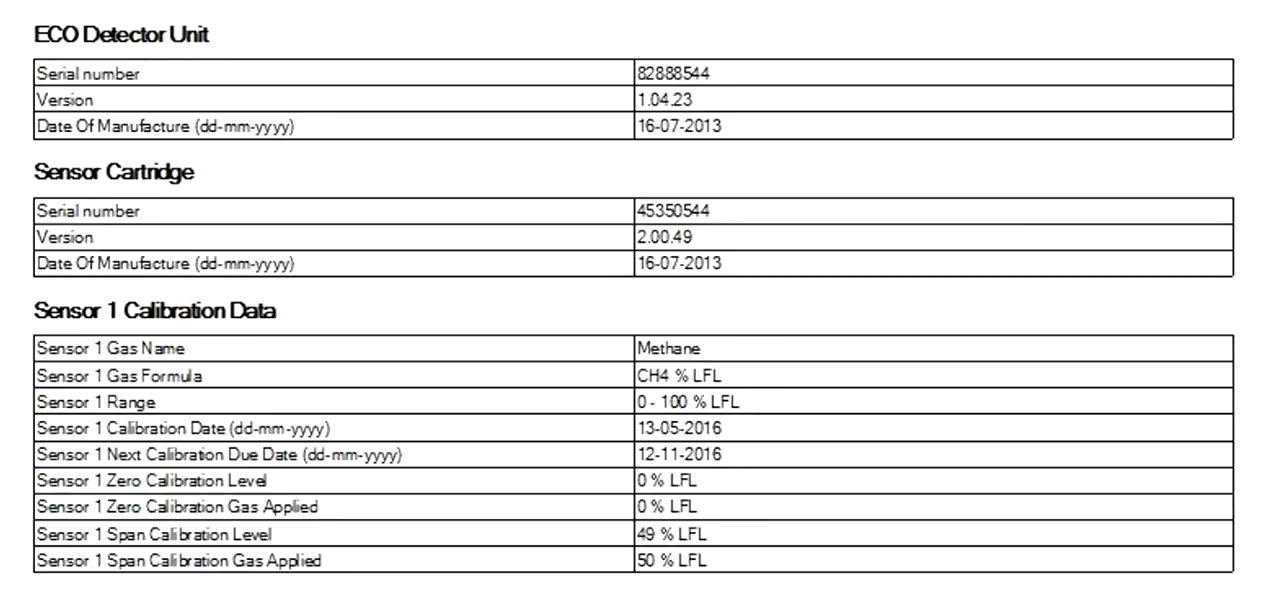 ECO Detector Unit
Serial number 82888544
Version 1.04.23
Date Of Manufacture (dd-mm-yyyy) 16-07-2013
Sensor Cartridge
Serial number 45350544
Version 2.00.49
Date Of Manufacture (dd-mm-yyyy) 16-07-2013
Sensor 1 Calibration Data
Sensor 1 Gas Name Methane
Sensor 1 Gas Formula CH4 % LFL
Sensor 1 Range 0 - 100 % LFL
Sensor 1 Calibration Date (dd-mm-yyyy) 13-05-2016
Sensor 1 Next Calibration Due Date (dd-mm-yyyy) 12-11-2016
Sensor 1 Zero Calibration Level 0 % LFL
Sensor 1 Zero Calibration Gas Applied 0 % LFL
Sensor 1 Span Calibration Level 49 % LFL
Sensor 1 Span Calibration Gas Applied 50 % LFL